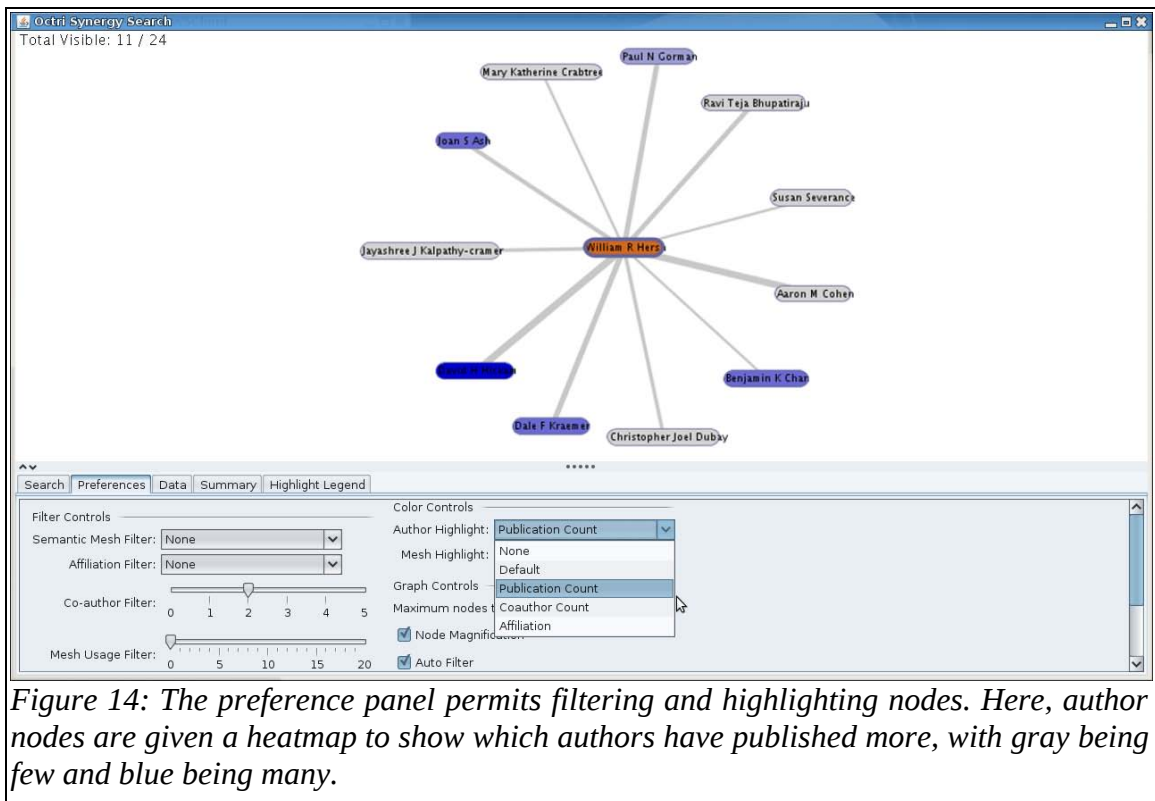 Octri Synergy Search
Total Visible: 11 / 24
Paul N Gorman
Mary Katherine Crabtree
Ravi Teja Bhupatiraju
Joan S Ash
Susan Severance
William R Hers
Jayashree J Kalpathy-cramer
Aaron M Cohen
Benjamin K Chan
Dale F Kraemer
Christopher Joel Dubay
Search Preferences Data Summary Highlight Legend
Filter Controls
Semantic Mesh Filter: None
Affiliation Filter: None
Co-author Filter:
0 1 2 3 4 5
Mesh Usage Filter:
0 5 10 15 20
Color Controls
Author Highlight: Publication Count
Mesh Highlight:
None
Default
Publication Count
Coauthor Count
Affiliation
Graph Controls
Maximum nodes t
Node Magnification
Auto Filter
Figure 14: The preference panel permits filtering and highlighting nodes. Here, author
nodes are given a heatmap to show which authors have published more, with gray being
few and blue being many.